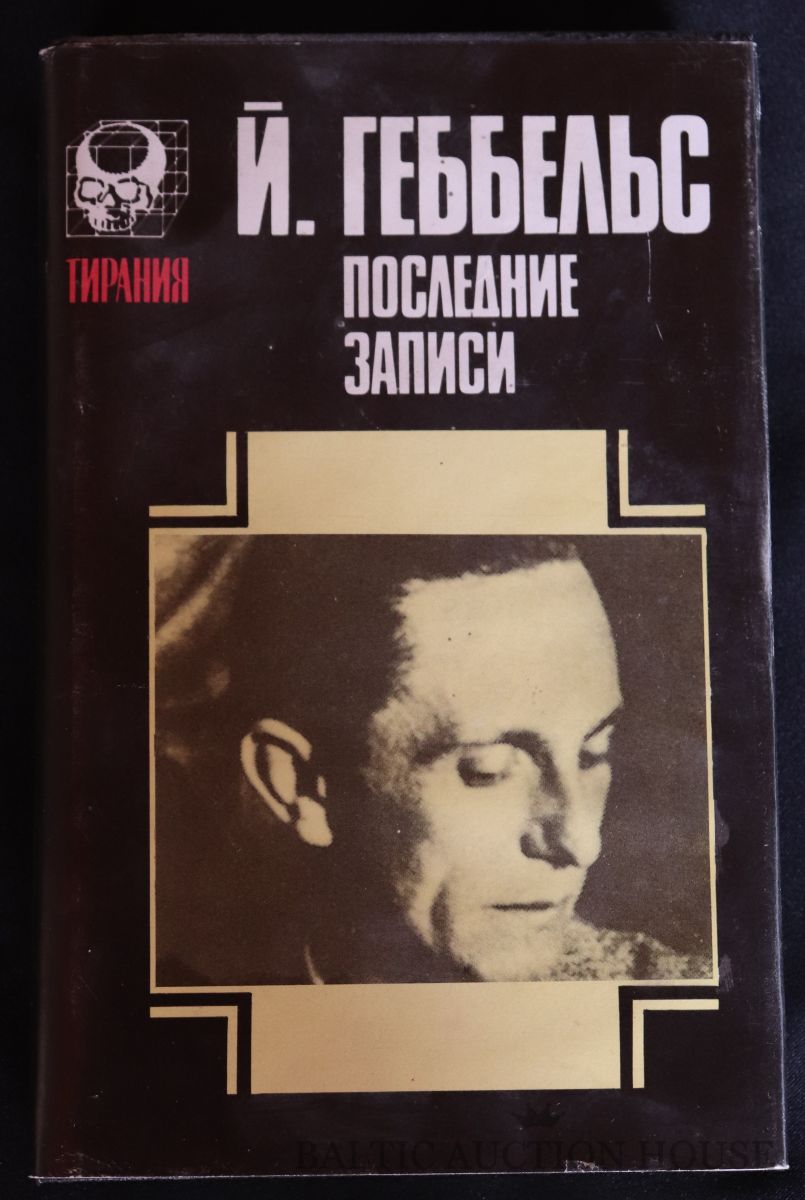 Й. ГЕББЕЛЬС
ТИРАНИЯ
ПОСЛЕДНИЕ
ЗАПИСИ
BALTIC AUCTION HOUSE